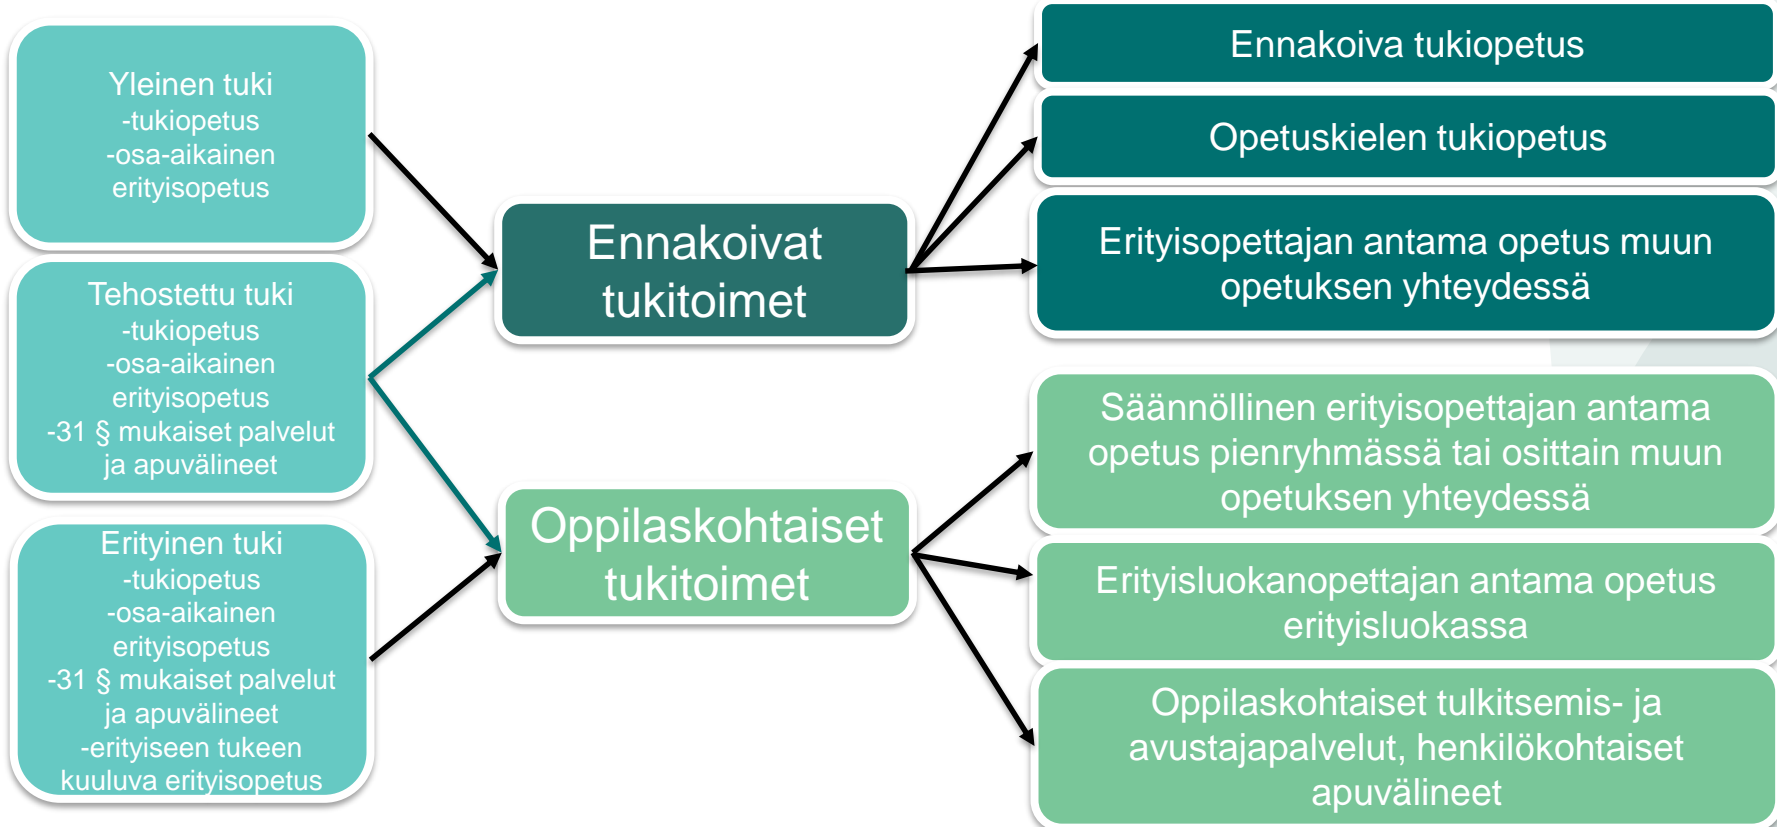 Yleinen tuki
-tukiopetus
-osa-aikainen
erityisopetus
Tehostettu tuki
-tukiopetus
-osa-aikainen
erityisopetus
-31 § mukaiset palvelut
ja apuvälineet
Erityinen tuki
-tukiopetus
-osa-aikainen
erityisopetus
-31 § mukaiset palvelut
ja apuvälineet
-erityiseen tukeen
kuuluva erityisopetus
Ennakoivat
tukitoimet
Oppilaskohtaiset
tukitoimet
Ennakoiva tukiopetus
Opetuskielen tukiopetus
Erityisopettajan antama opetus muun
opetuksen yhteydessä
Säännöllinen erityisopettajan antama
opetus pienryhmässä tai osittain muun
opetuksen yhteydessä
Erityisluokanopettajan antama opetus
erityisluokassa
Oppilaskohtaiset tulkitsemis- ja
avustajapalvelut, henkilökohtaiset
apuvälineet